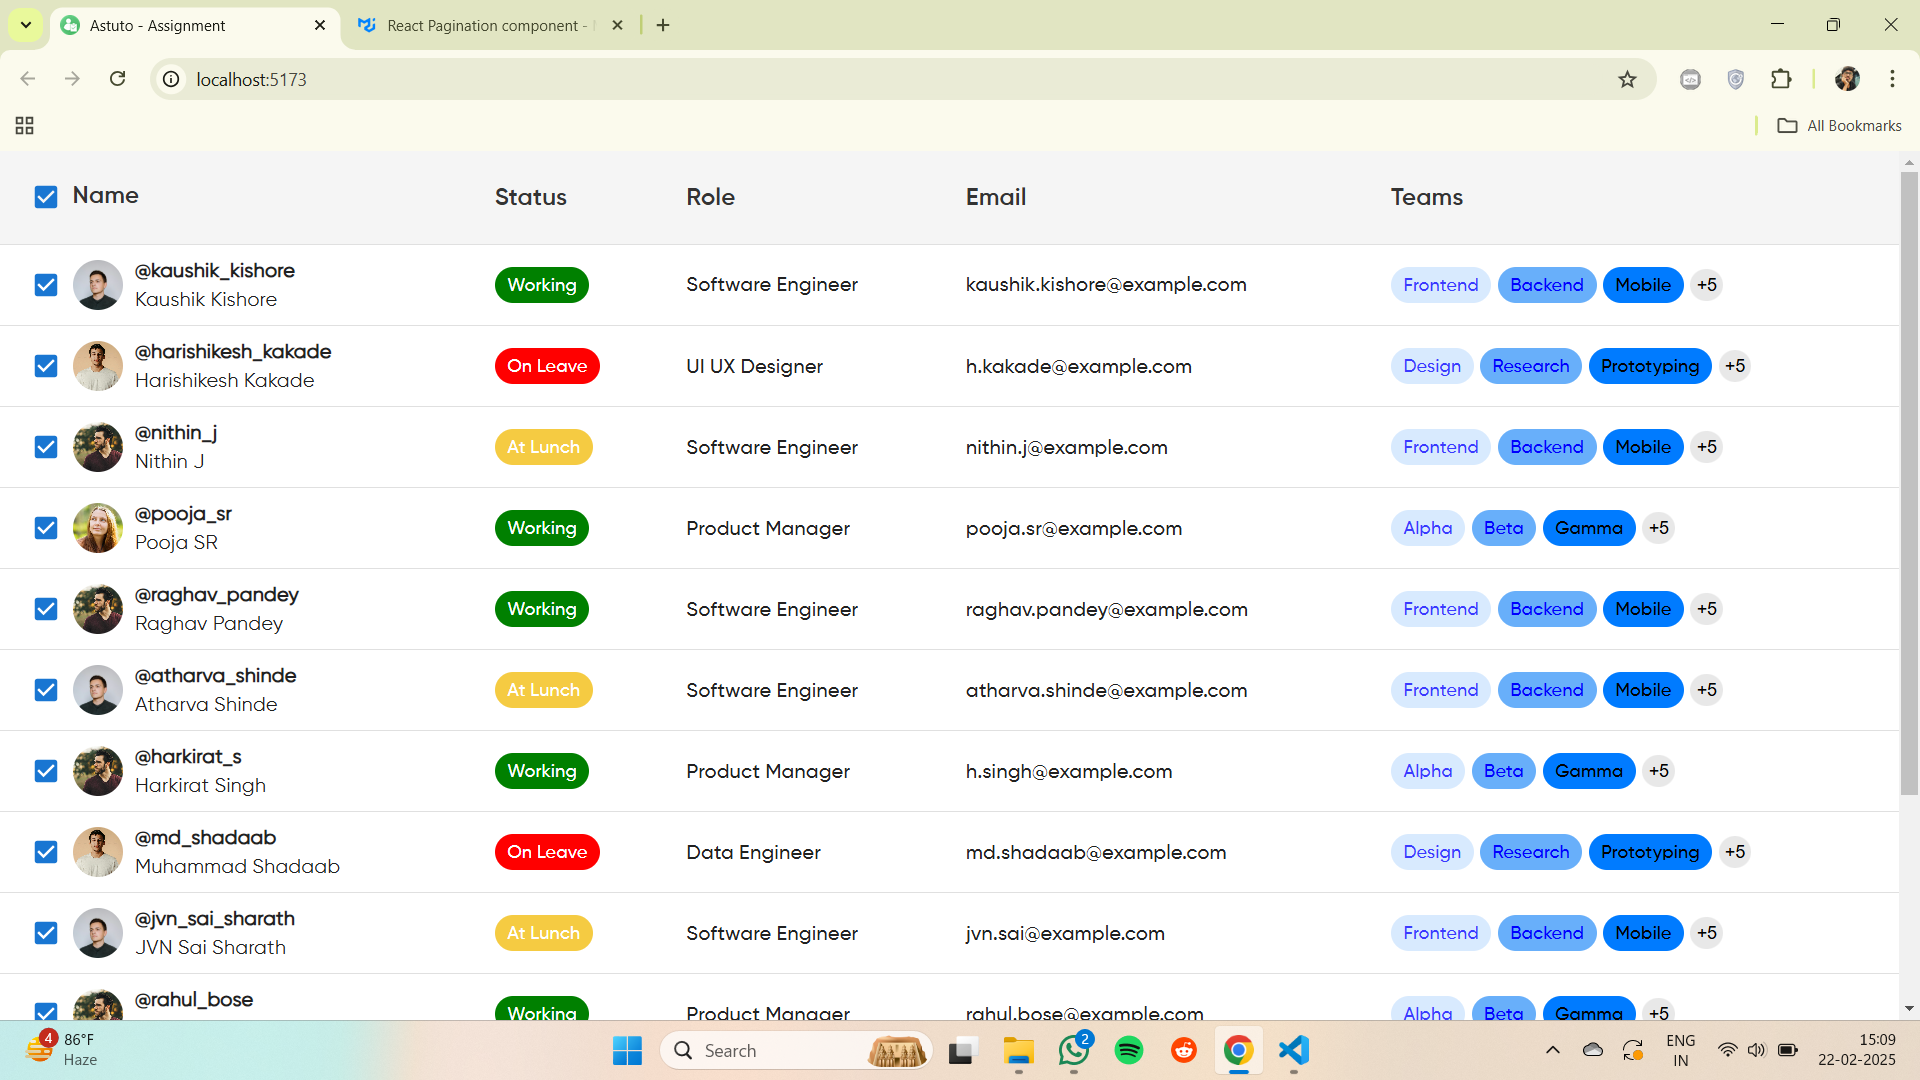 Astuto - Assignment
React Pagination component -
localhost:5173
All Bookmarks
Name Status Role Email Teams
@kaushik_kishore
Kaushik Kishore
Working Software Engineer kaushik.kishore@example.com Frontend Backend Mobile +5
@harishikesh_kakade
Harishikesh Kakade
On Leave UI UX Designer h.kakade@example.com Design Research Prototyping +5
@nithin_j
Nithin J
At Lunch Software Engineer nithin.j@example.com Frontend Backend Mobile +5
@pooja_sr
Pooja SR
Working Product Manager pooja.sr@example.com Alpha Beta Gamma +5
@raghav_pandey
Raghav Pandey
Working Software Engineer raghav.pandey@example.com Frontend Backend Mobile +5
@atharva_shinde
Atharva Shinde
At Lunch Software Engineer atharva.shinde@example.com Frontend Backend Mobile +5
@harkirat_s
Harkirat Singh
Working Product Manager h.singh@example.com Alpha Beta Gamma +5
@md_shadaab
Muhammad Shadaab
On Leave Data Engineer md.shadaab@example.com Design Research Prototyping +5
@jvn_sai_sharath
JVN Sai Sharath
At Lunch Software Engineer jvn.sai@example.com Frontend Backend Mobile +5
@rahul_bose
Working Product Manager rahul.bose@example.com Alpha Beta Gamma +5
4
86°F
Haze
Search
2
ENG
IN
15:09
22-02-2025